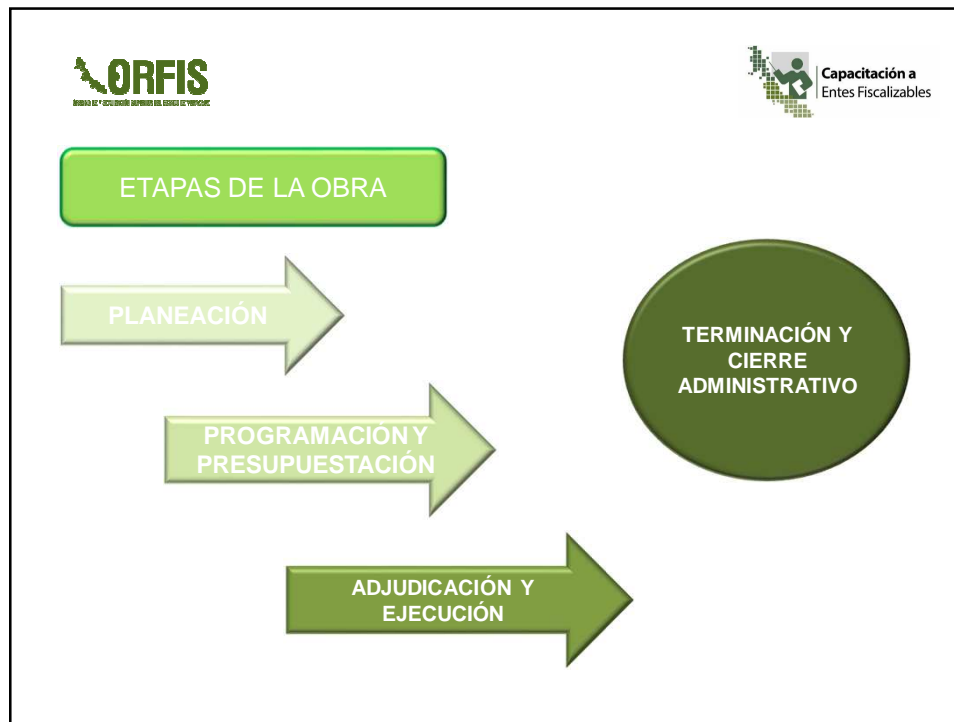 ORFIS
Capacitación a
Entes Fiscalizables
ETAPAS DE LA OBRA
PLANEACIÓN
PROGRAMACIÓN Y
PRESUPUESTACIÓN
ADJUDICACIÓN Y
EJECUCIÓN
TERMINACIÓN Y
CIERRE
ADMINISTRATIVO